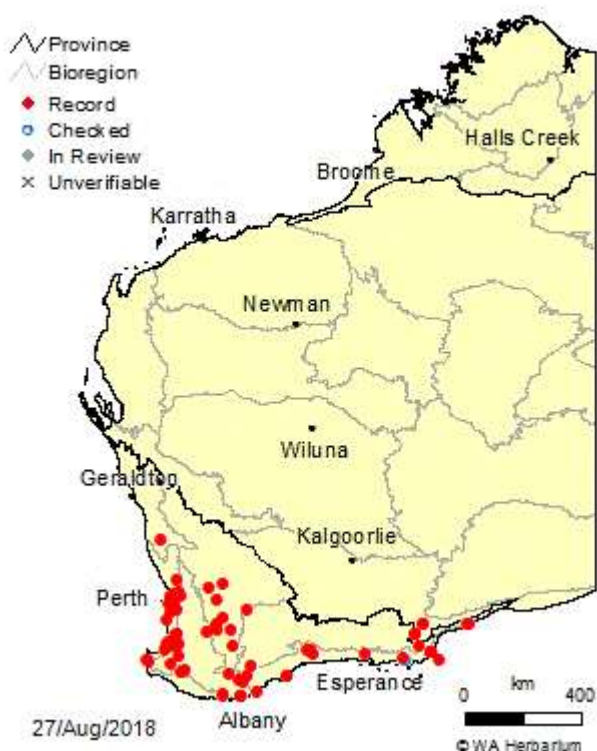 Province
Bioregion
Record
Checked
In Review
Unverifiable
Halls Creek
Broome
Karratha
Newman
Wiluna
Geraldton
Kalgoorlie
Perth
Esperance
Albany
km
0 400
27/Aug/2018
© WA Herbarium